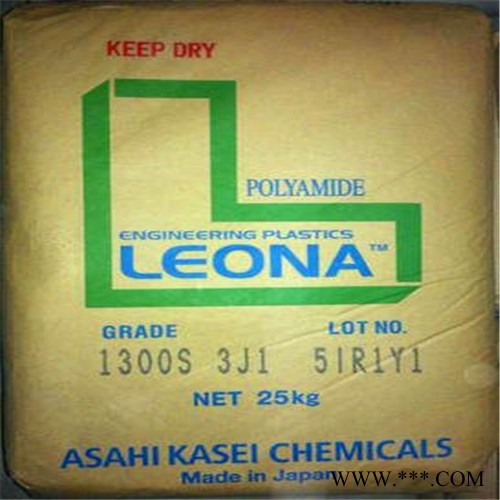 KEEP DRY
POLYAMIDE
ENGINEERING PLASTICS
LEONA™
GRADE LOT NO.
1300S 3J1 5IR1Y1
NET 25kg
ASAHI KASEI CHEMICALS
Made in Japan
www.***.COM